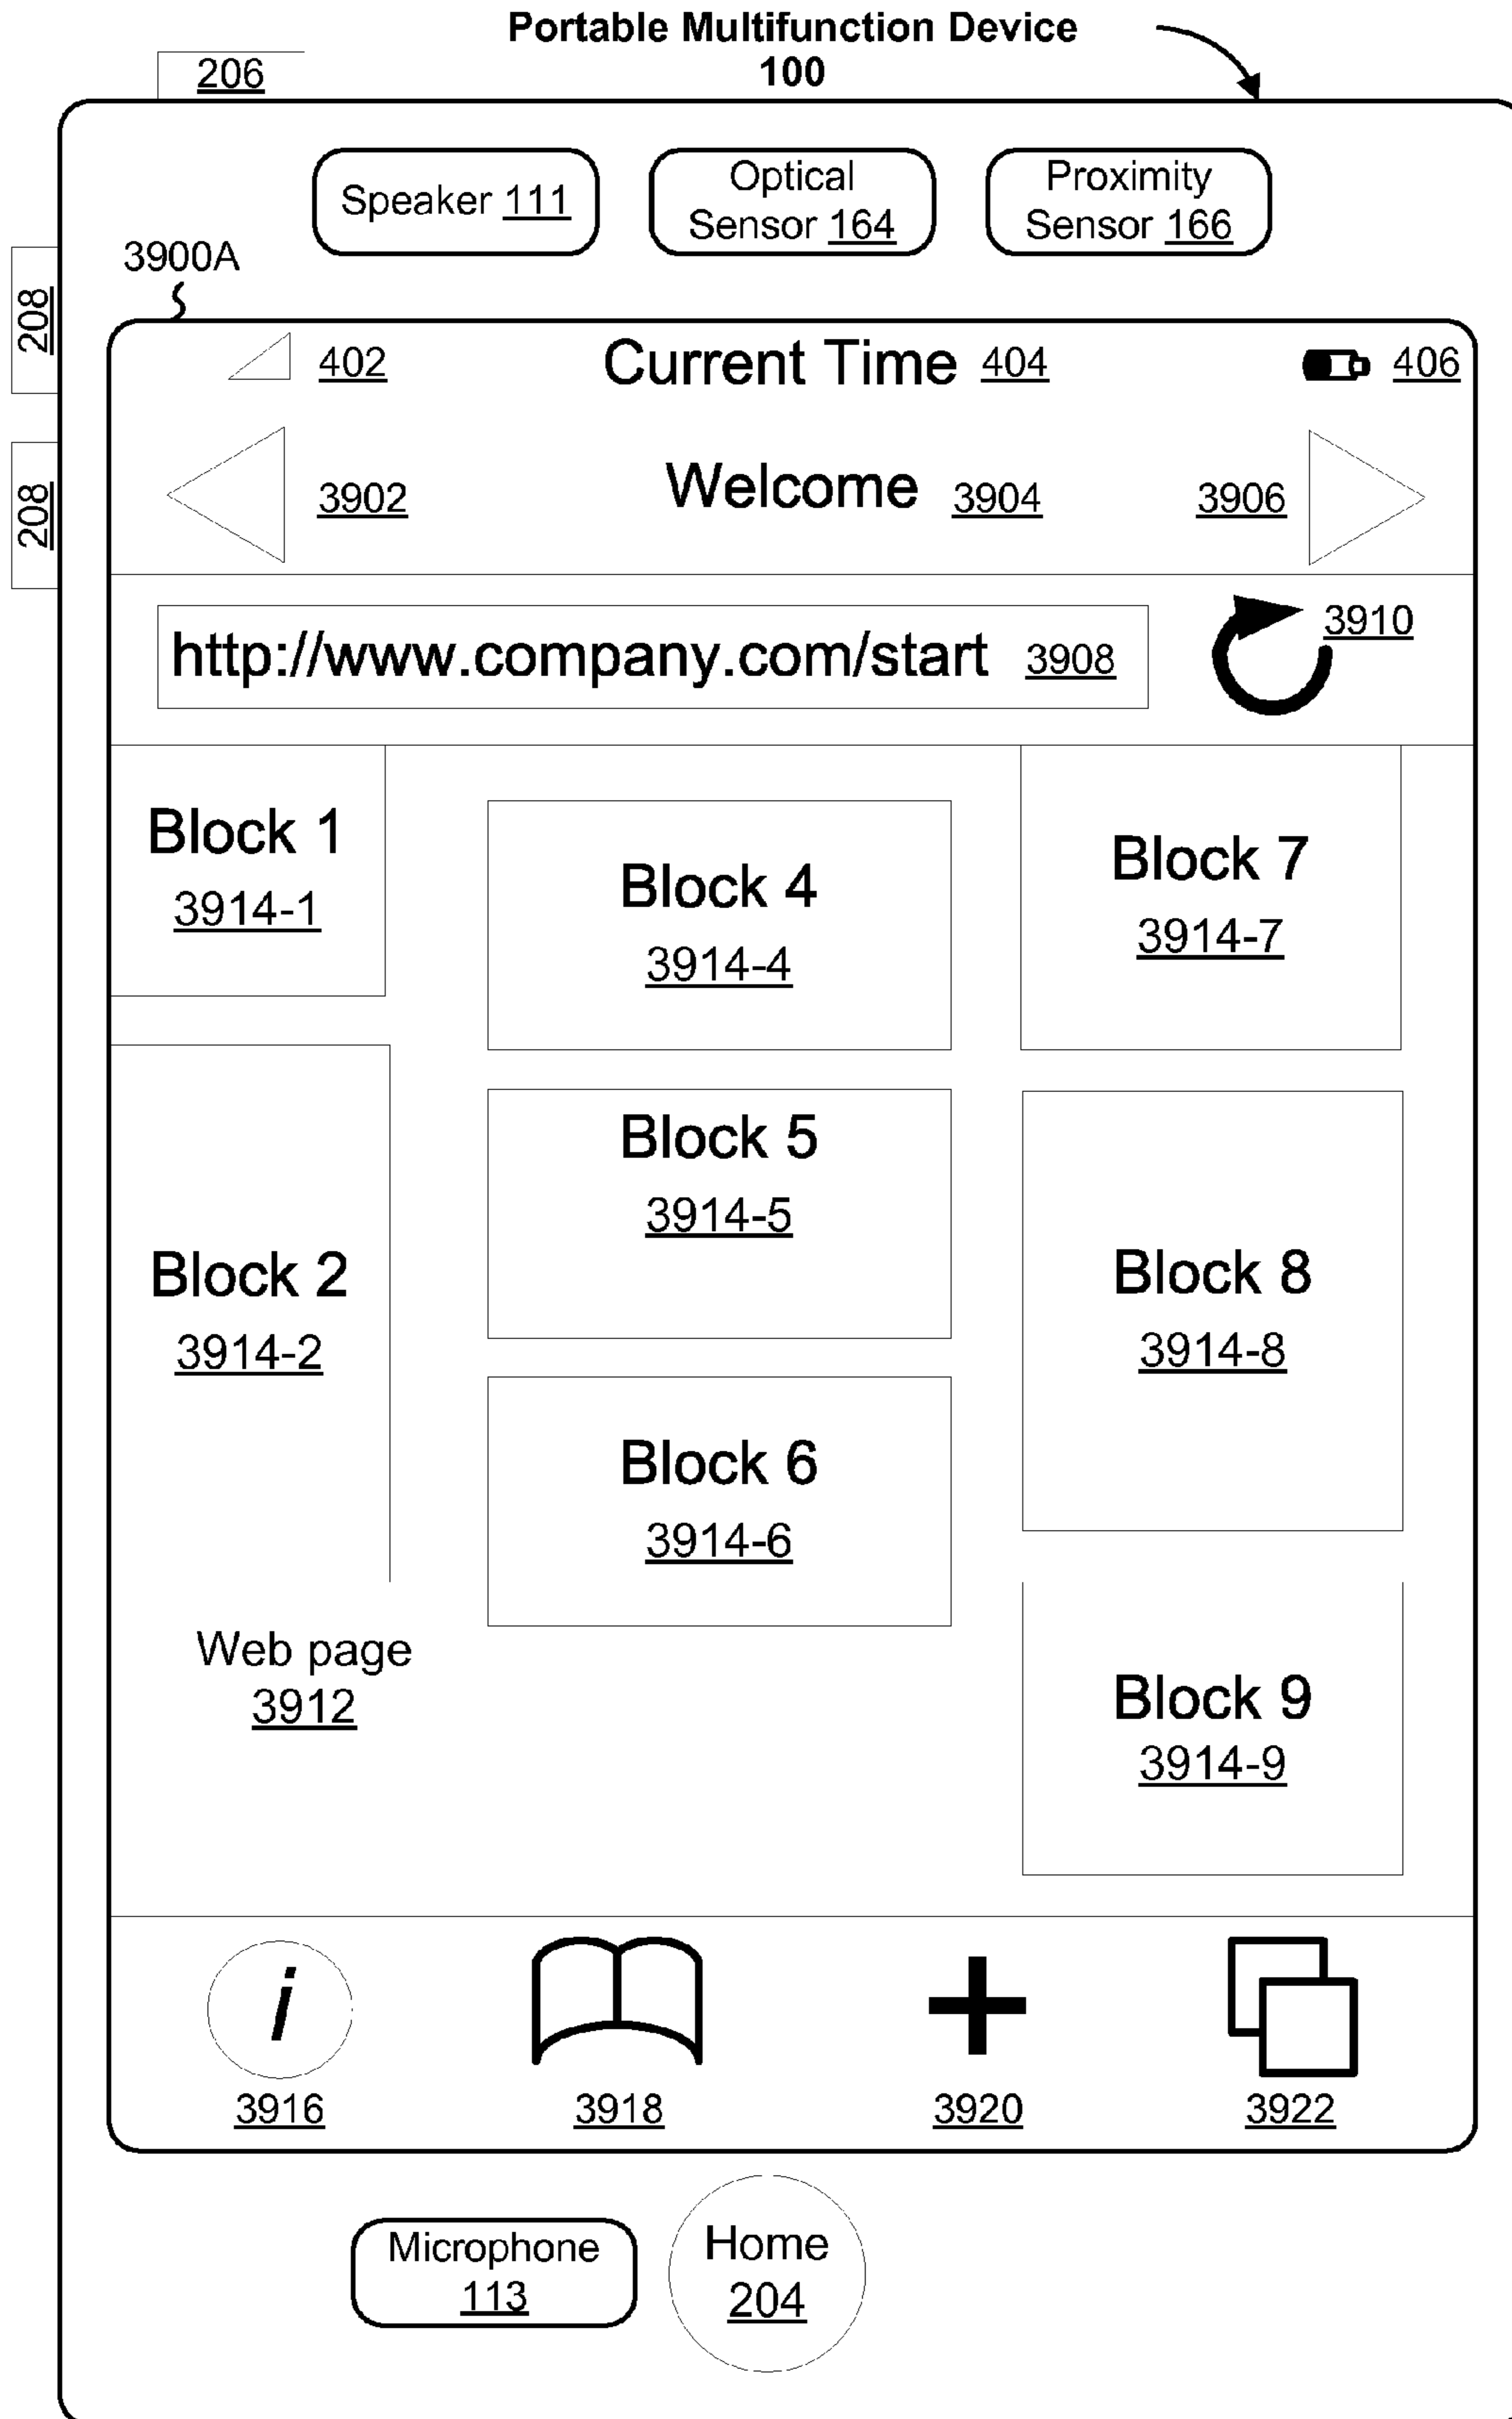 Portable Multifunction Device
100
206
Speaker 111
Optical
Sensor 164
Proximity
Sensor 166
3900A
208
208
402
Current Time 404
406
3902
Welcome 3904
3906
http://www.company.com/start 3908
3910
Block 1
3914-1
Block 4
3914-4
Block 7
3914-7
Block 2
3914-2
Block 5
3914-5
Block 8
3914-8
Block 6
3914-6
Web page
3912
Block 9
3914-9
i
3916
3918
3920
3922
Microphone
113
Home
204